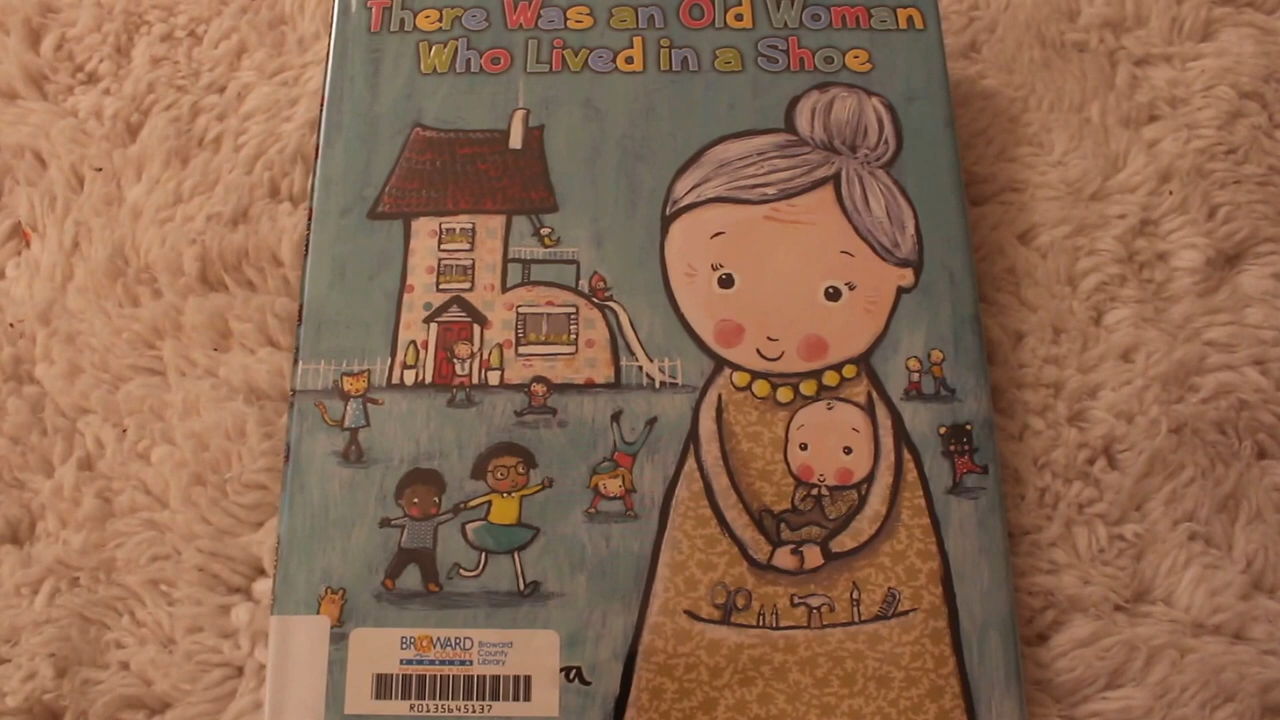 There Was an Old Woman
Who Lived in a Shoe
BROWARD
COUNTY
FLORIDA
Broward
County
Library
R0135645137
a